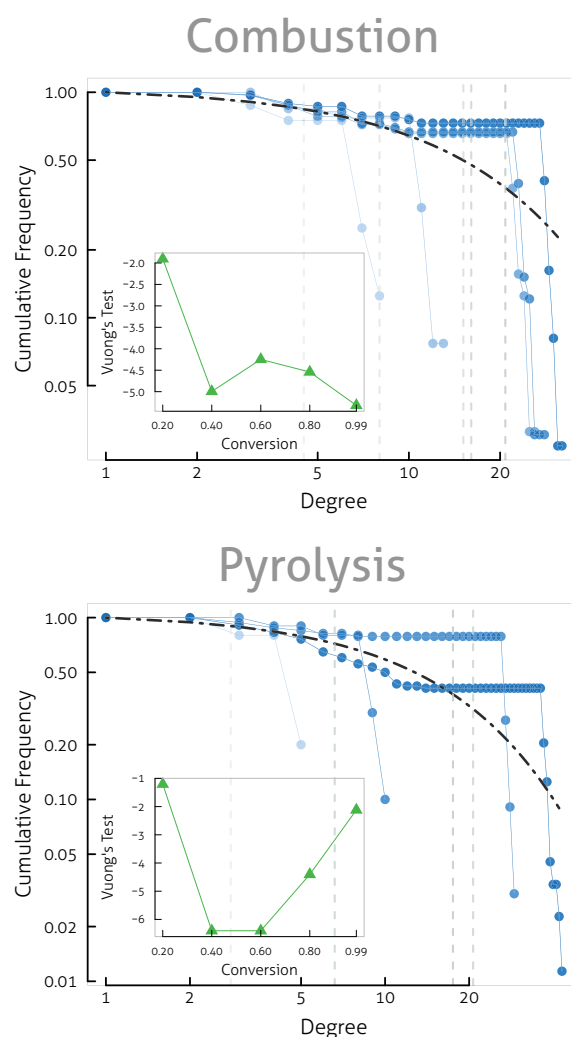 Combustion
1.00
0.50
0.20
0.10
0.05
Cumulative Frequency
−2.0
−2.5
−3.0
−3.5
−4.0
−4.5
−5.0
Vuong's Test
0.20 0.40 0.60 0.80 0.99
Conversion
1 2 5 10 20
Degree
Pyrolysis
1.00
0.50
0.20
0.10
0.05
0.02
0.01
Cumulative Frequency
−1
−2
−3
−4
−5
−6
Vuong's Test
0.20 0.40 0.60 0.80 0.99
Conversion
1 2 5 10 20
Degree